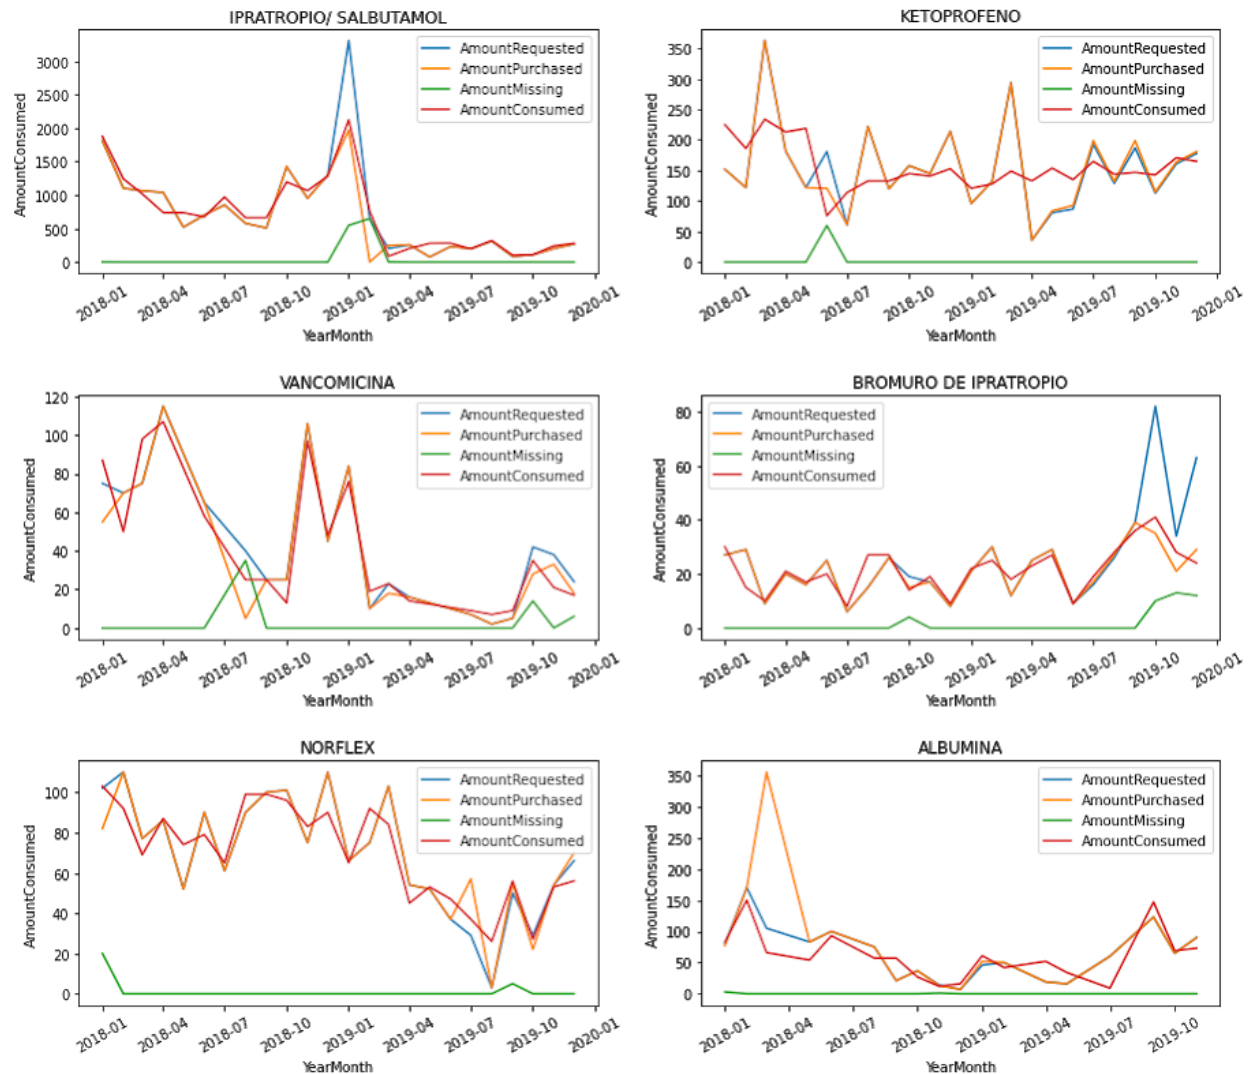 IPRATROPIO/ SALBUTAMOL
AmountConsumed
3000
2500
2000
1500
1000
500
0
AmountRequested
AmountPurchased
AmountMissing
AmountConsumed
2018-01
2018-04
2018-07
2018-10
2019-01
2019-04
2019-07
2019-10
2020-01
YearMonth
KETOPROFENO
AmountConsumed
350
300
250
200
150
100
50
0
AmountRequested
AmountPurchased
AmountMissing
AmountConsumed
2018-01
2018-04
2018-07
2018-10
2019-01
2019-04
2019-07
2019-10
2020-01
YearMonth
VANCOMICINA
AmountConsumed
120
100
80
60
40
20
0
AmountRequested
AmountPurchased
AmountMissing
AmountConsumed
2018-01
2018-04
2018-07
2018-10
2019-01
2019-04
2019-07
2019-10
2020-01
YearMonth
BROMURO DE IPRATROPIO
AmountConsumed
80
60
40
20
0
AmountRequested
AmountPurchased
AmountMissing
AmountConsumed
2018-01
2018-04
2018-07
2018-10
2019-01
2019-04
2019-07
2019-10
2020-01
YearMonth
NORFLEX
AmountConsumed
100
80
60
40
20
0
AmountRequested
AmountPurchased
AmountMissing
AmountConsumed
2018-01
2018-04
2018-07
2018-10
2019-01
2019-04
2019-07
2019-10
2020-01
YearMonth
ALBUMINA
AmountConsumed
350
300
250
200
150
100
50
0
AmountRequested
AmountPurchased
AmountMissing
AmountConsumed
2018-01
2018-04
2018-07
2018-10
2019-01
2019-04
2019-07
2019-10
YearMonth